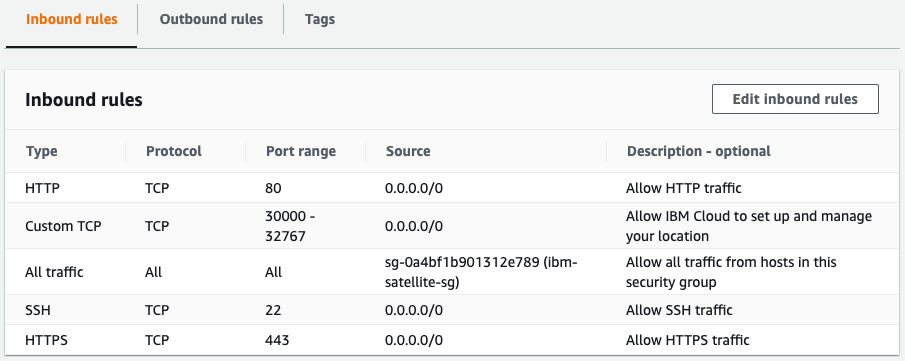 Inbound rules Outbound rules Tags
Inbound rules Edit inbound rules
Type Protocol Port range Source Description - optional
HTTP TCP 80 0.0.0.0/0 Allow HTTP traffic
Custom TCP TCP 30000 - 32767 0.0.0.0/0 Allow IBM Cloud to set up and manage your location
All traffic All All sg-0a4bf1b901312e789 (ibm-satellite-sg) Allow all traffic from hosts in this security group
SSH TCP 22 0.0.0.0/0 Allow SSH traffic
HTTPS TCP 443 0.0.0.0/0 Allow HTTPS traffic